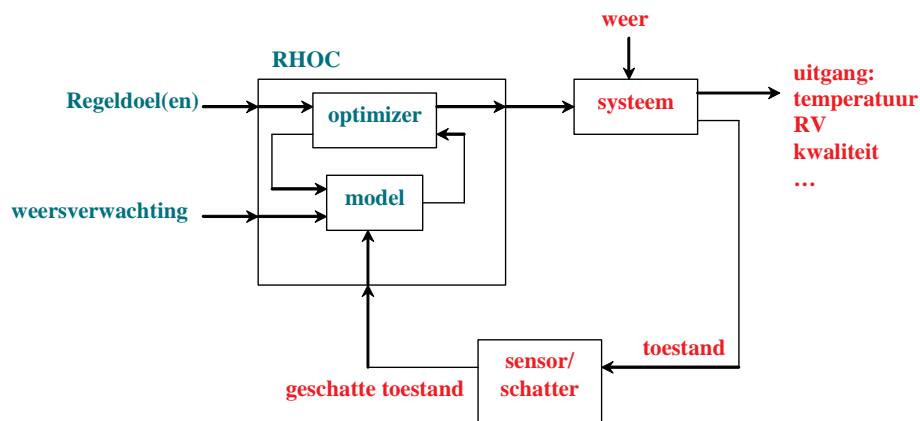 weer
RHOC
Regeldoel(en)
optimizer
systeem
uitgang:
temperatuur
RV
kwaliteit
…
model
weersverwachting
toestand
sensor/
schatter
geschatte toestand